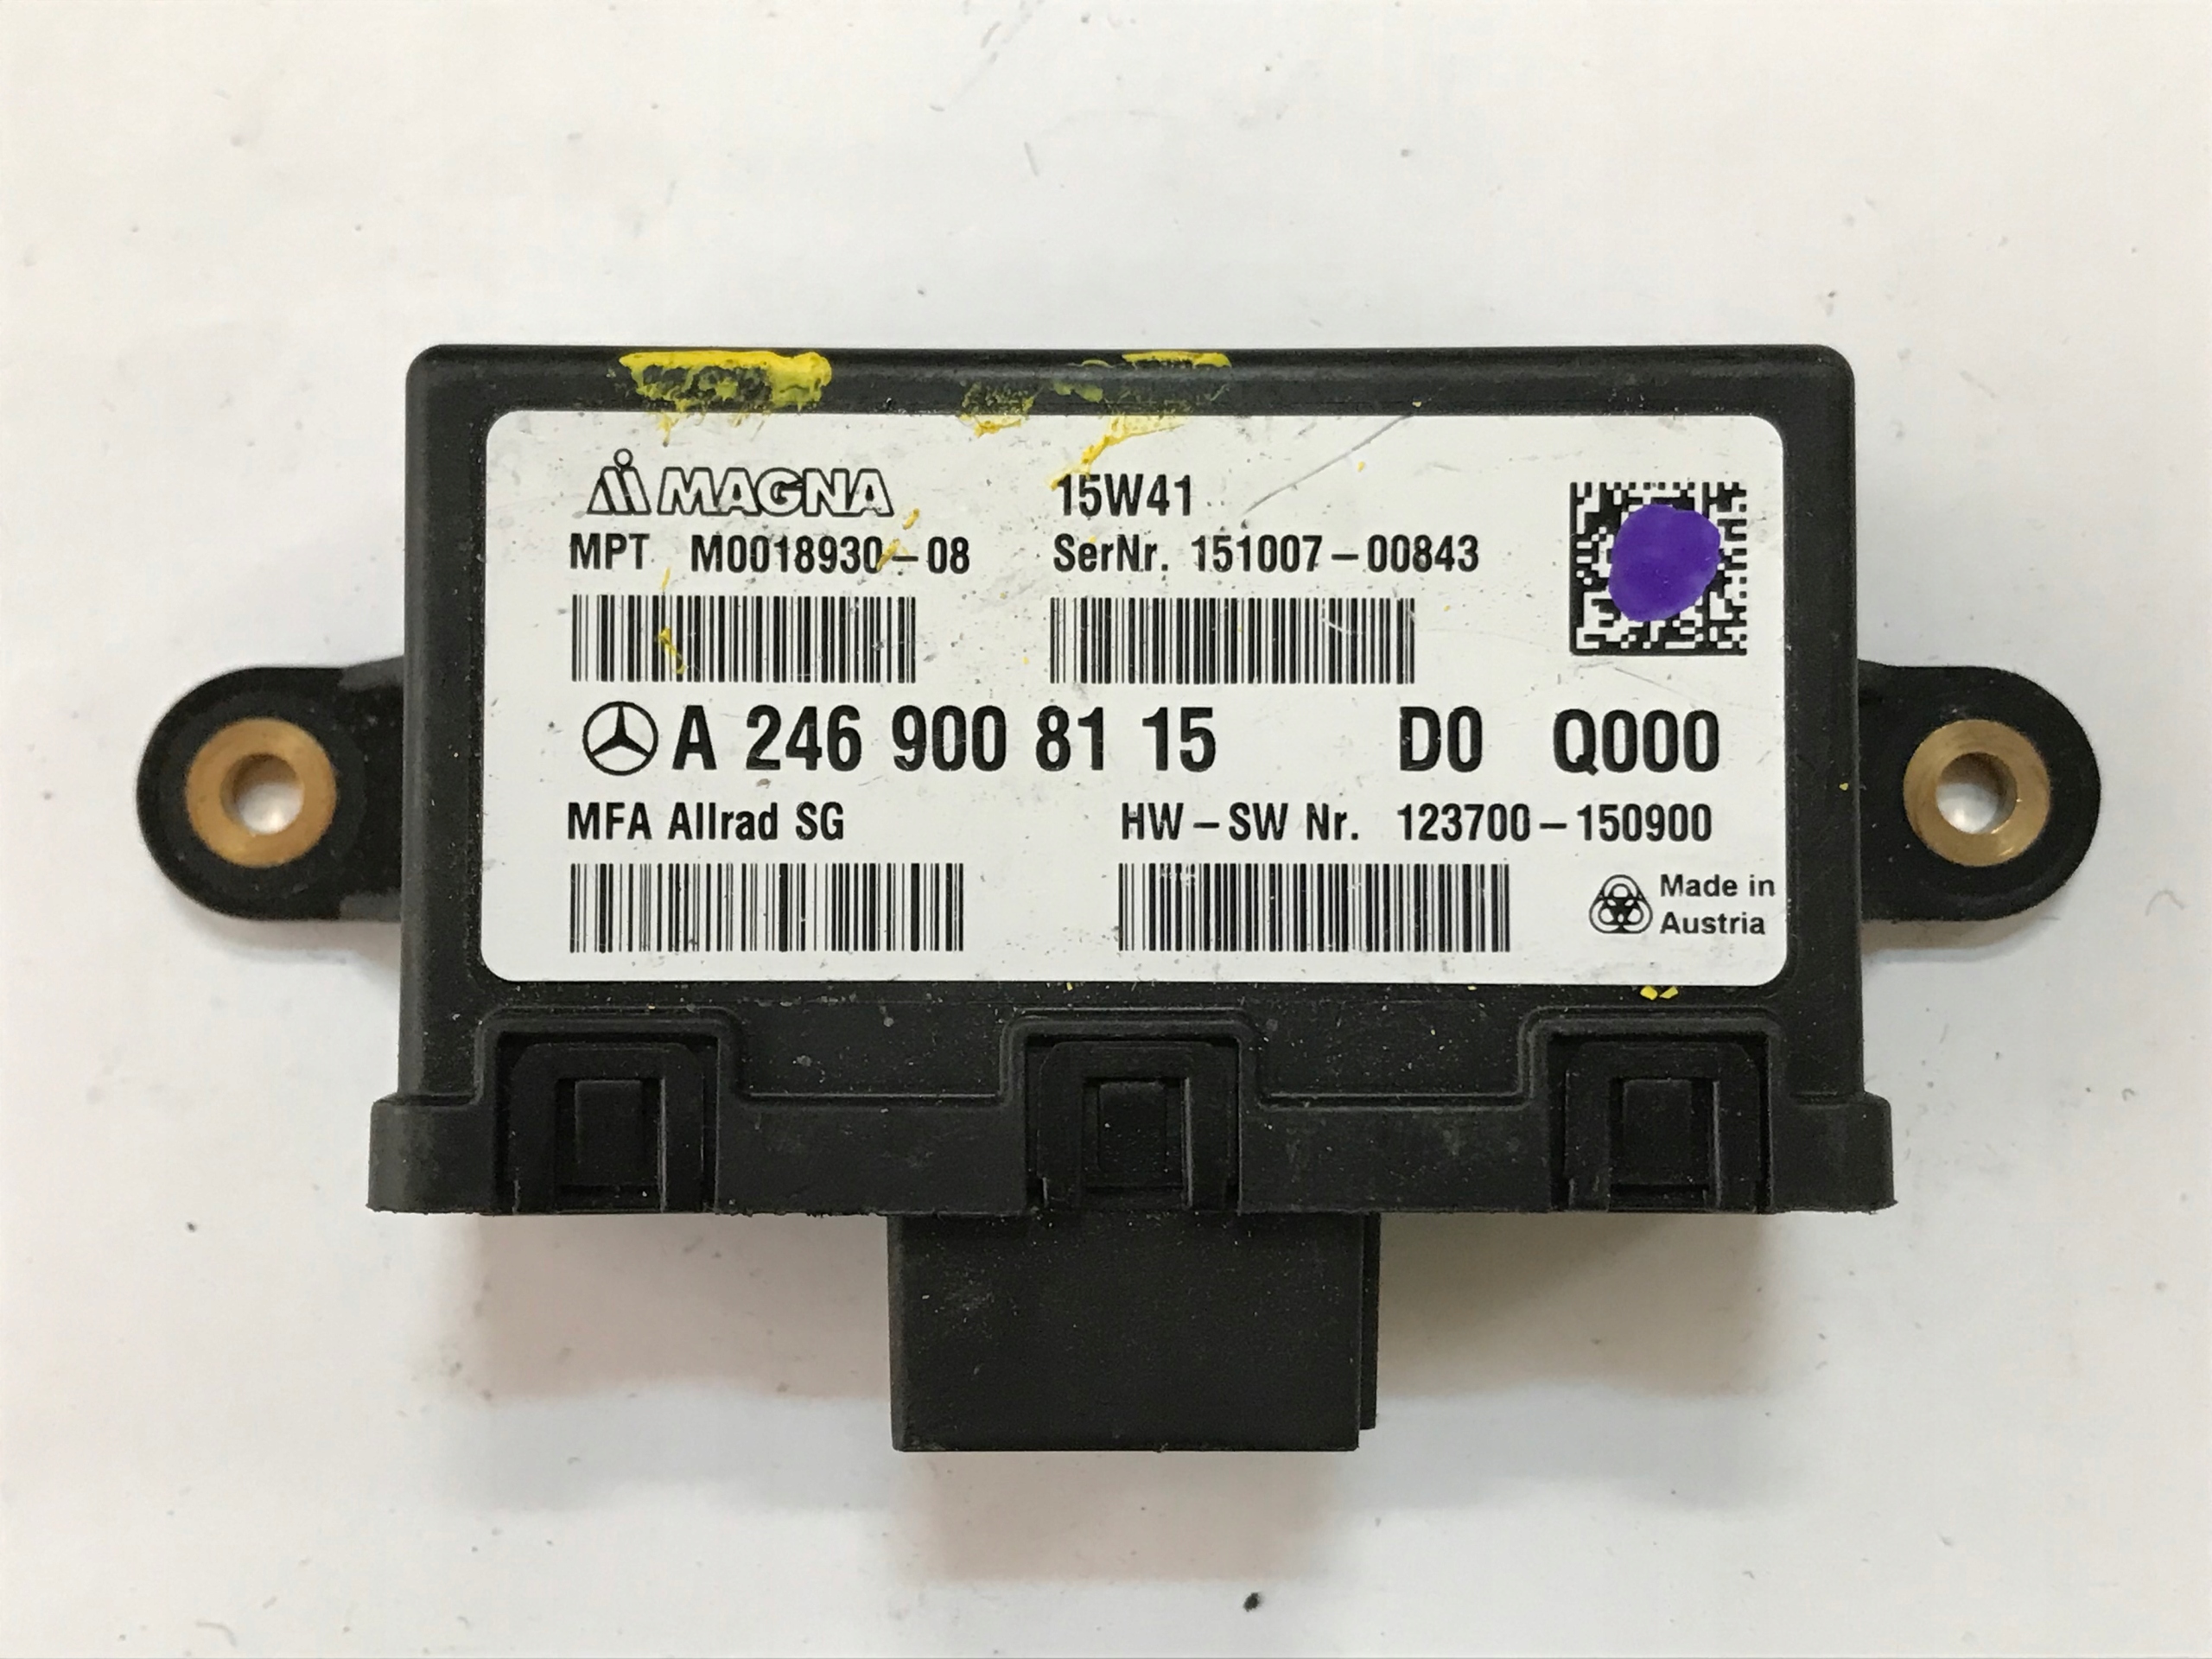 MAGNA 15W41
MPT M0018930-08 SerNr. 151007-00843
A 246 900 81 15 D0 Q000
MFA Allrad SG HW-SW Nr. 123700-150900
Made in
Austria